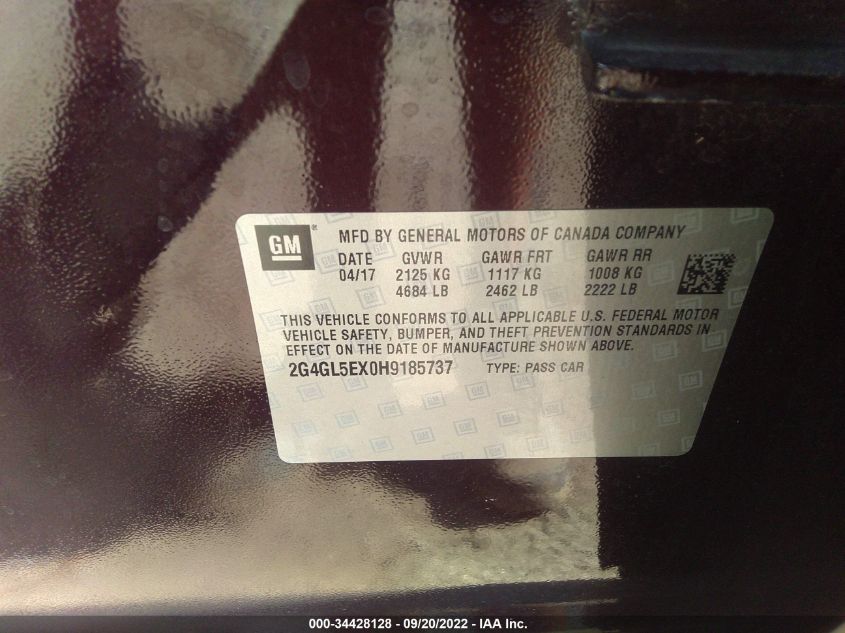 GM ®
MFD BY GENERAL MOTORS OF CANADA COMPANY
DATE GVWR GAWR FRT GAWR RR
04/17 2125 KG 1117 KG 1008 KG
4684 LB 2462 LB 2222 LB
THIS VEHICLE CONFORMS TO ALL APPLICABLE U.S. FEDERAL MOTOR
VEHICLE SAFETY, BUMPER, AND THEFT PREVENTION STANDARDS IN
EFFECT ON THE DATE OF MANUFACTURE SHOWN ABOVE.
2G4GL5EX0H9185737 TYPE: PASS CAR
000-34428128 - 09/20/2022 - IAA Inc.